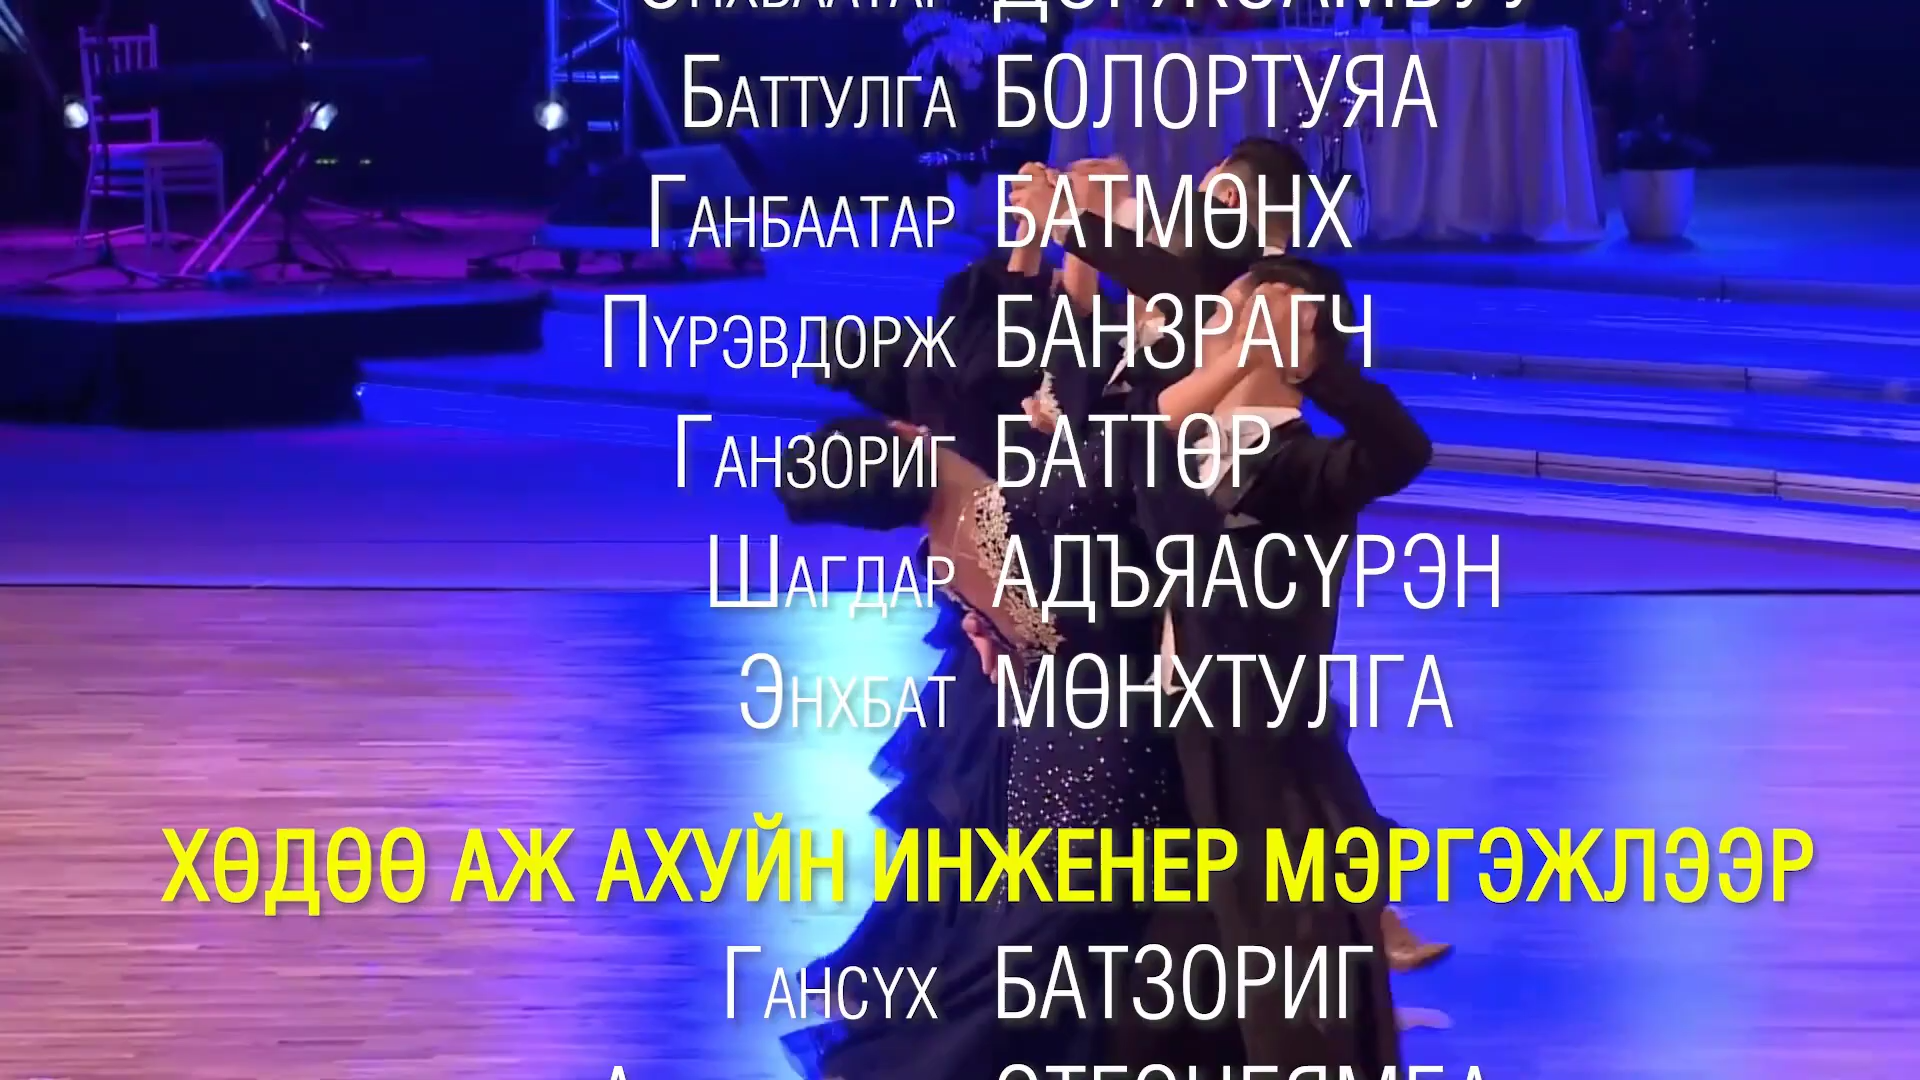 Баттулга БОЛОРТУЯА
Ганбаатар БАТМӨНХ
Пүрэвдорж БАНЗРАГЧ
Ганзориг БАТТӨР
Шагдар АДЪЯАСҮРЭН
Энхбат МӨНХТУЛГА
ХӨДӨӨ АЖ АХУЙН ИНЖЕНЕР МЭРГЭЖЛЭЭР
Гансүх БАТЗОРИГ